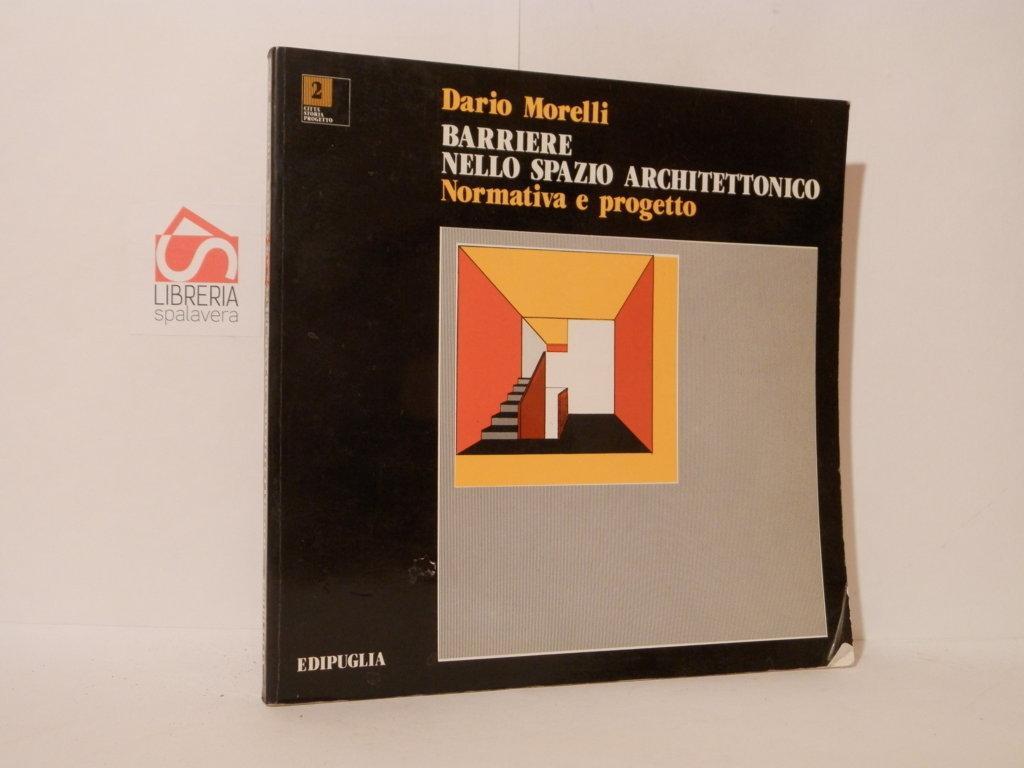 2
CITTÀ
STORIA
PROGETTO
Dario Morelli
BARRIERE
NELLO SPAZIO ARCHITETTONICO
Normativa e progetto
EDIPUGLIA
LIBRERIA
spalavera